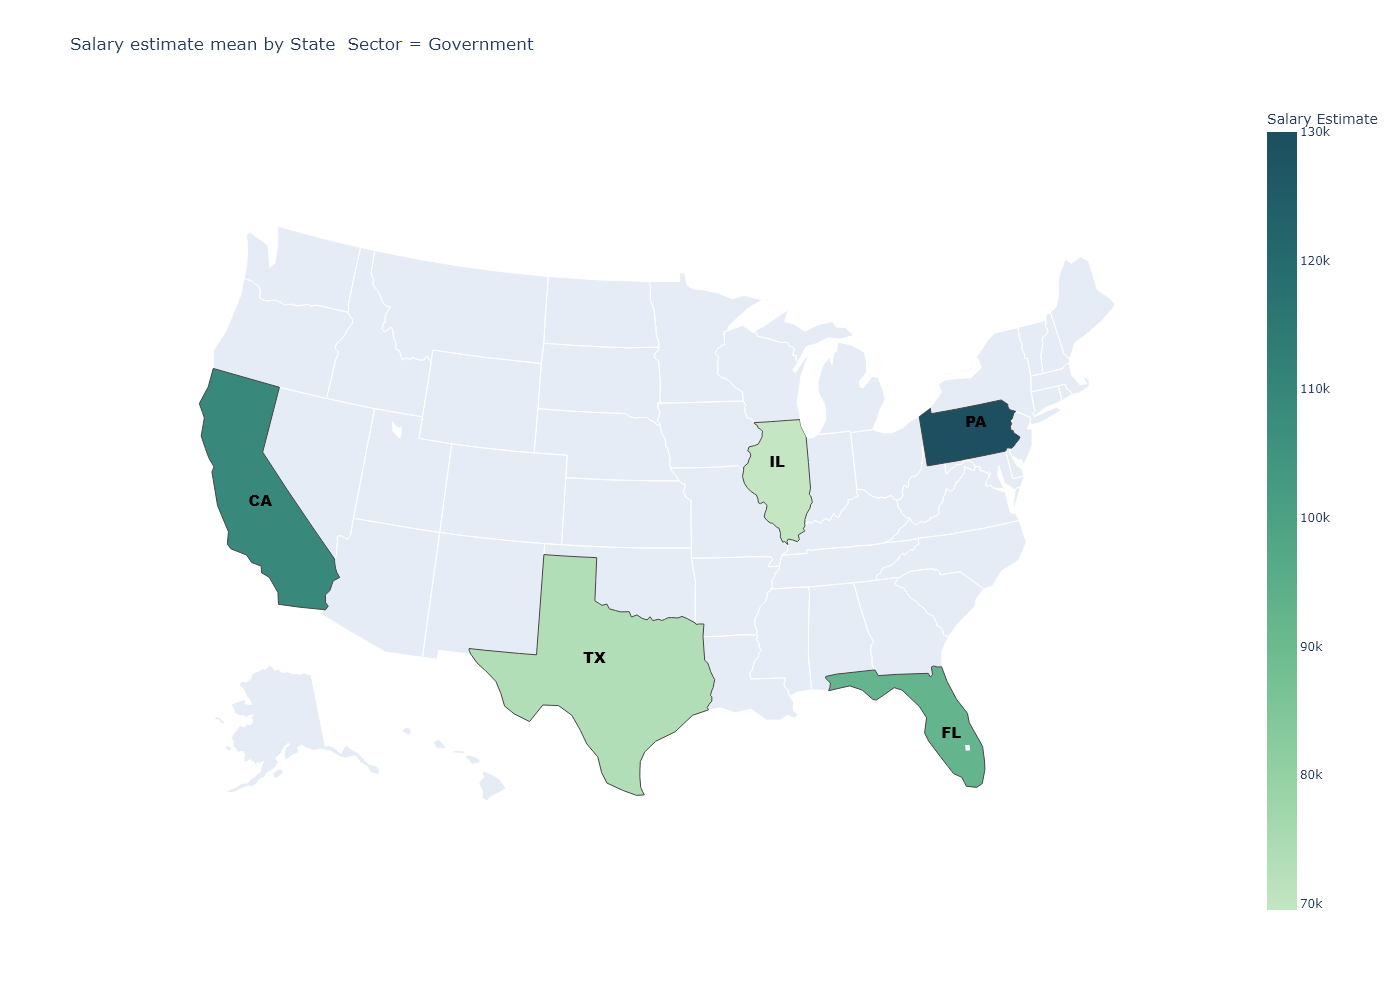 Salary estimate mean by State  Sector = Government
Salary Estimate
130k
120k
110k
100k
90k
80k
70k
PA
IL
CA
TX
FL